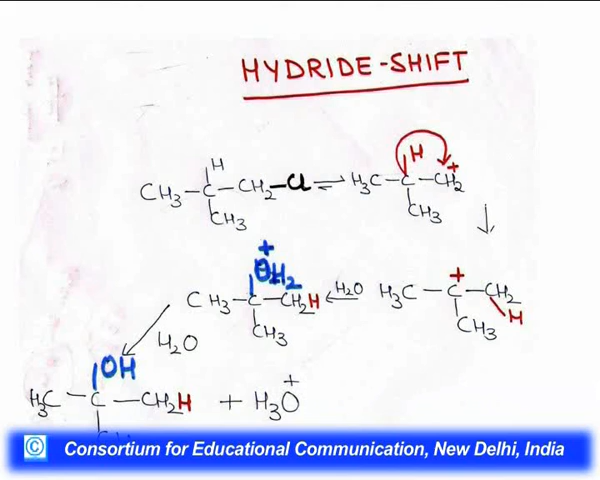 HYDRIDE-SHIFT
H H
CH3-C-CH2-Cl ⇌ H3C-C-CH2 +
CH3 CH3
+
OH2 +
CH3-C-CH2H ← H2O H3C-C-CH2
CH3 CH3 H
H2O
OH
H3C-C-CH2H + H3O +
© Consortium for Educational Communication, New Delhi, India